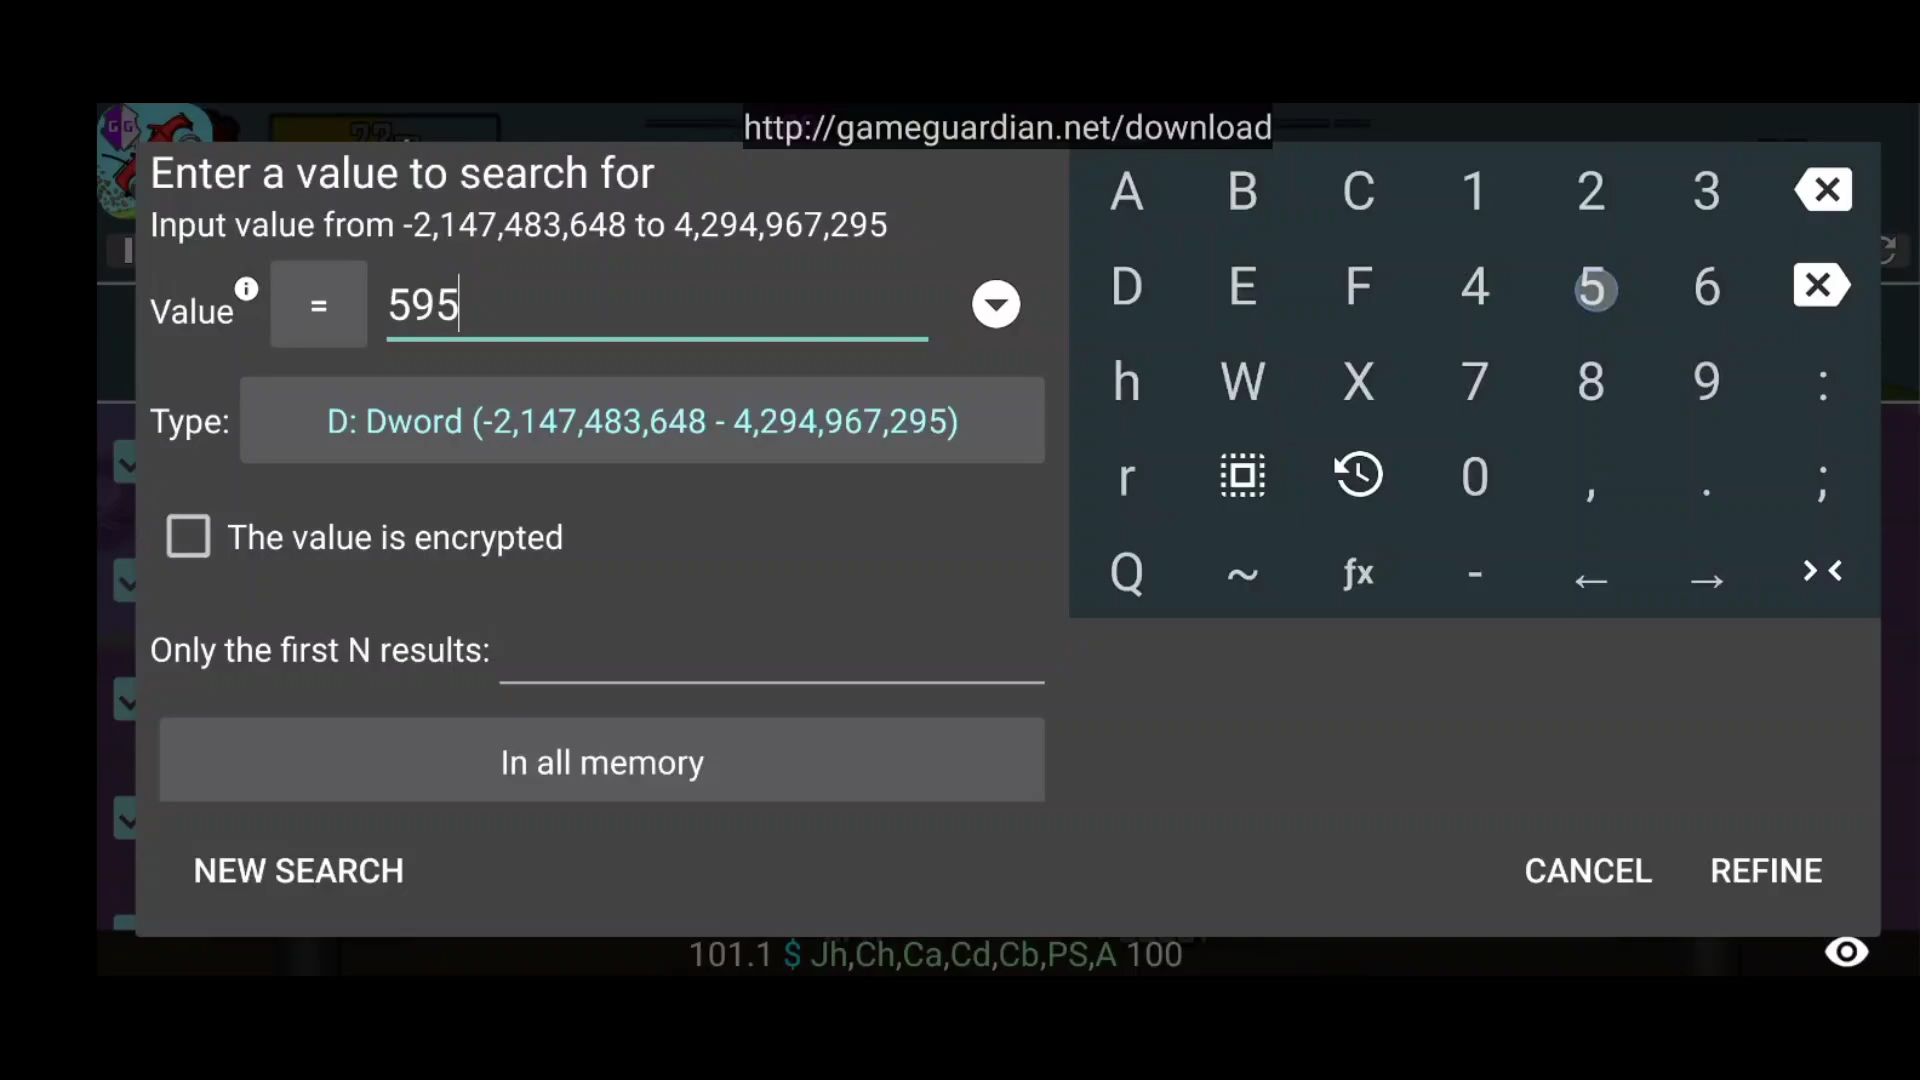 http://gameguardian.net/download
GG
Enter a value to search for
Input value from -2,147,483,648 to 4,294,967,295
Value i = 595
Type: D: Dword (-2,147,483,648 - 4,294,967,295)
The value is encrypted
Only the first N results:
In all memory
NEW SEARCH
CANCEL REFINE
A B C 1 2 3
D E F 4 5 6
h W X 7 8 9 :
r 0 , . ;
Q ~ ƒx - ← → > <
101.1 $ Jh,Ch,Ca,Cd,Cb,PS,A 100